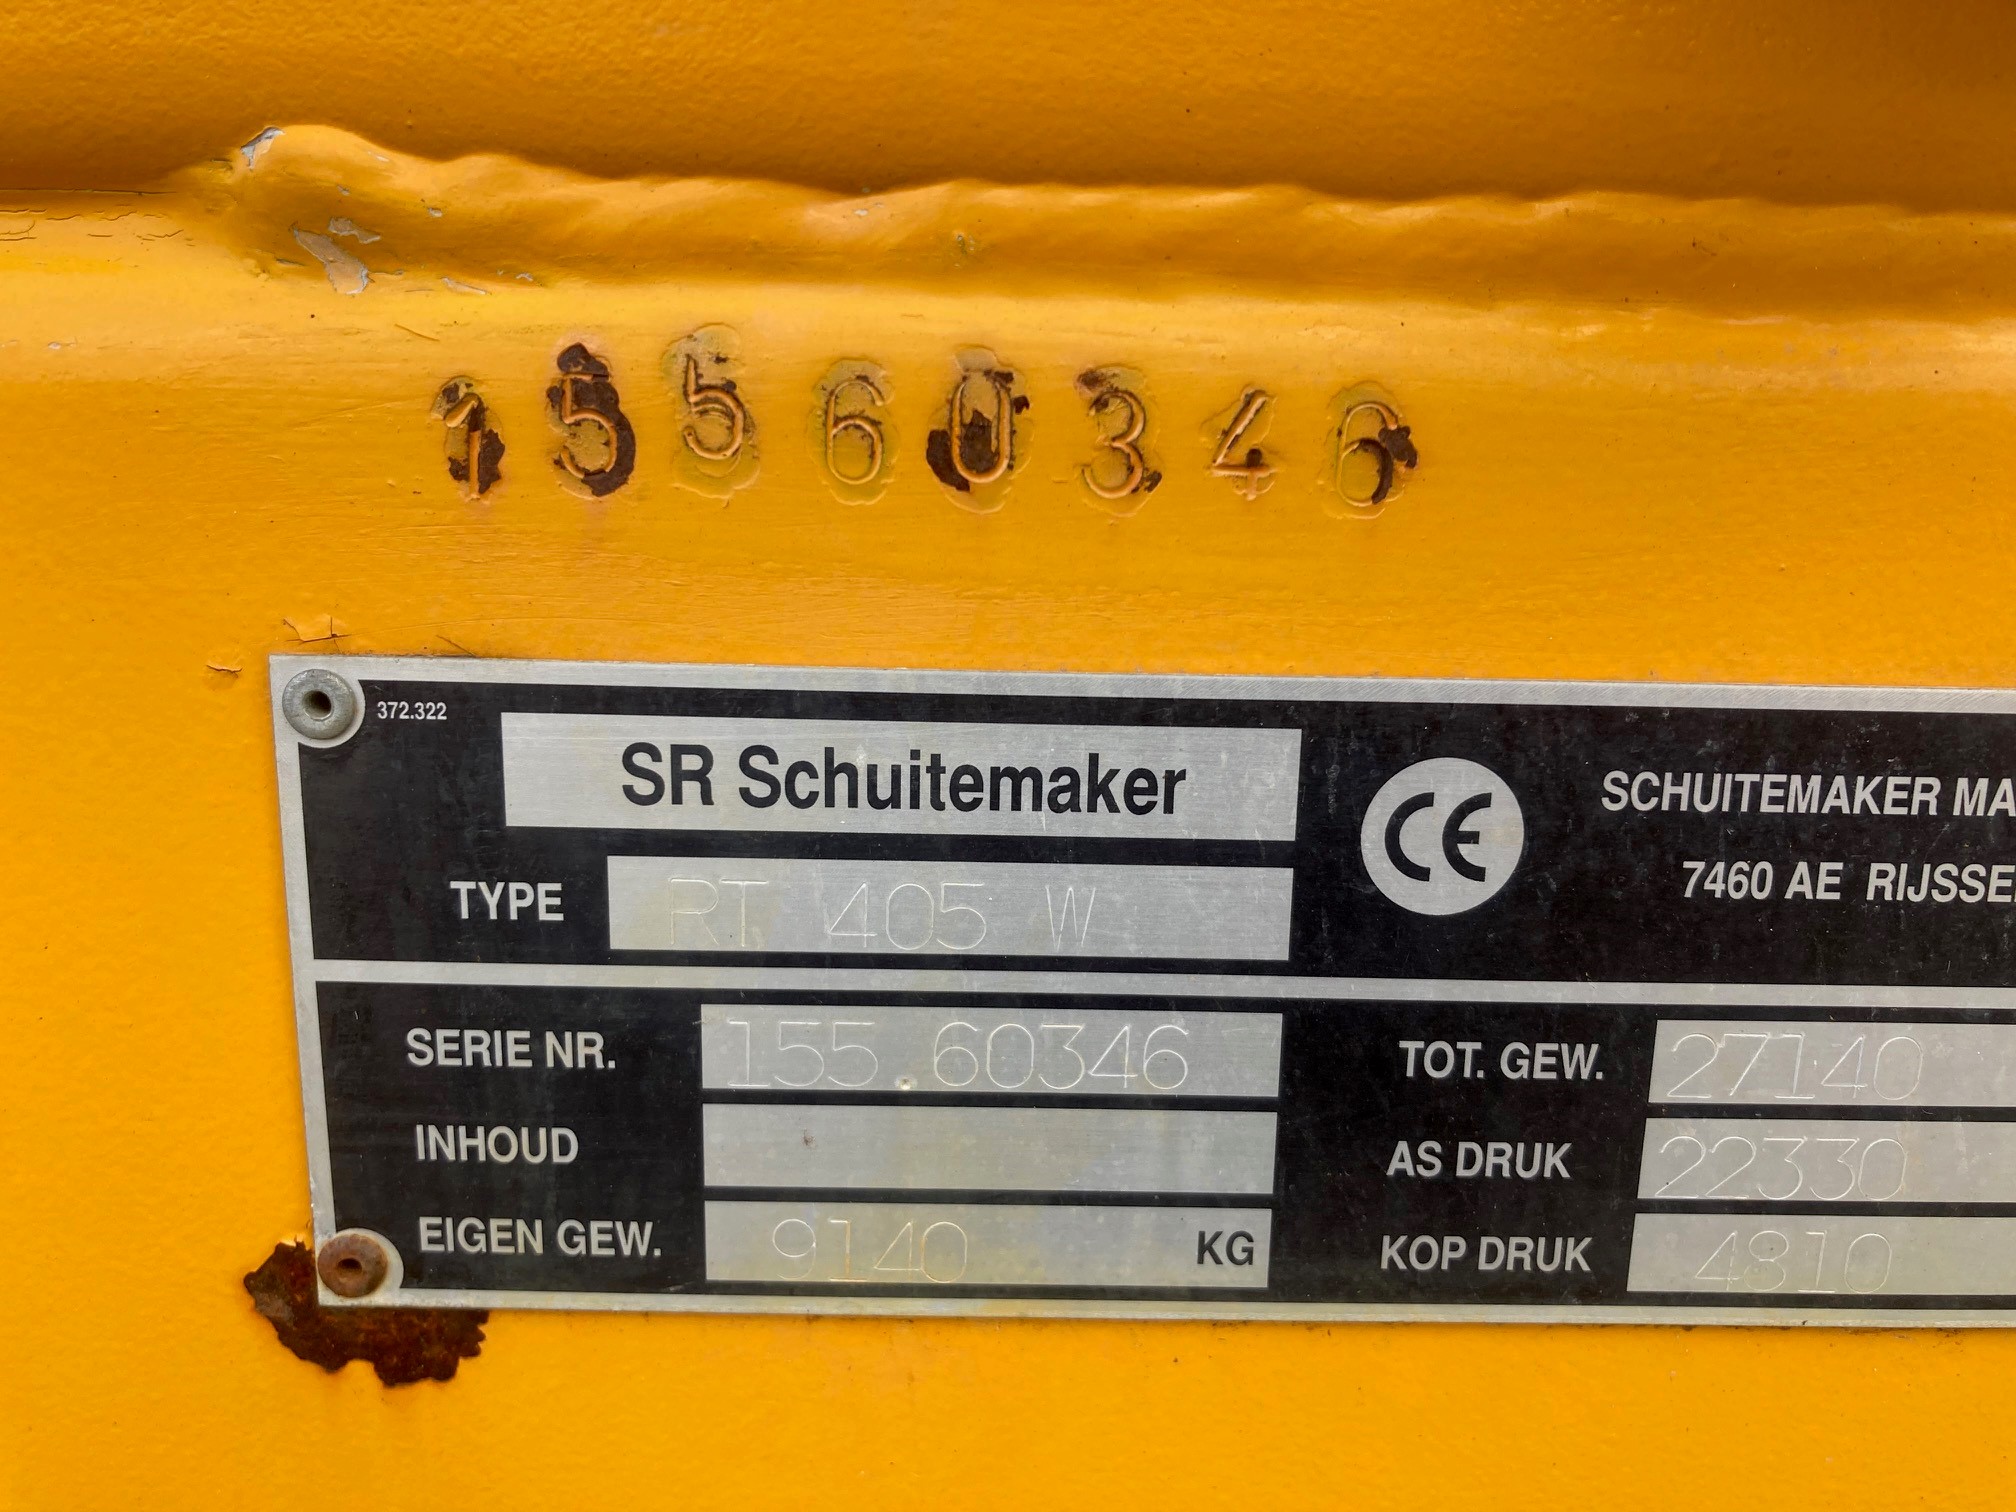 15560346
372.322
SR Schuitemaker
CE
SCHUITEMAKER MA
7460 AE RIJSSE
TYPE RT 405 W
SERIE NR. 155.60346
TOT. GEW. 27140
INHOUD
AS DRUK 22330
EIGEN GEW. 9140 KG
KOP DRUK 4810